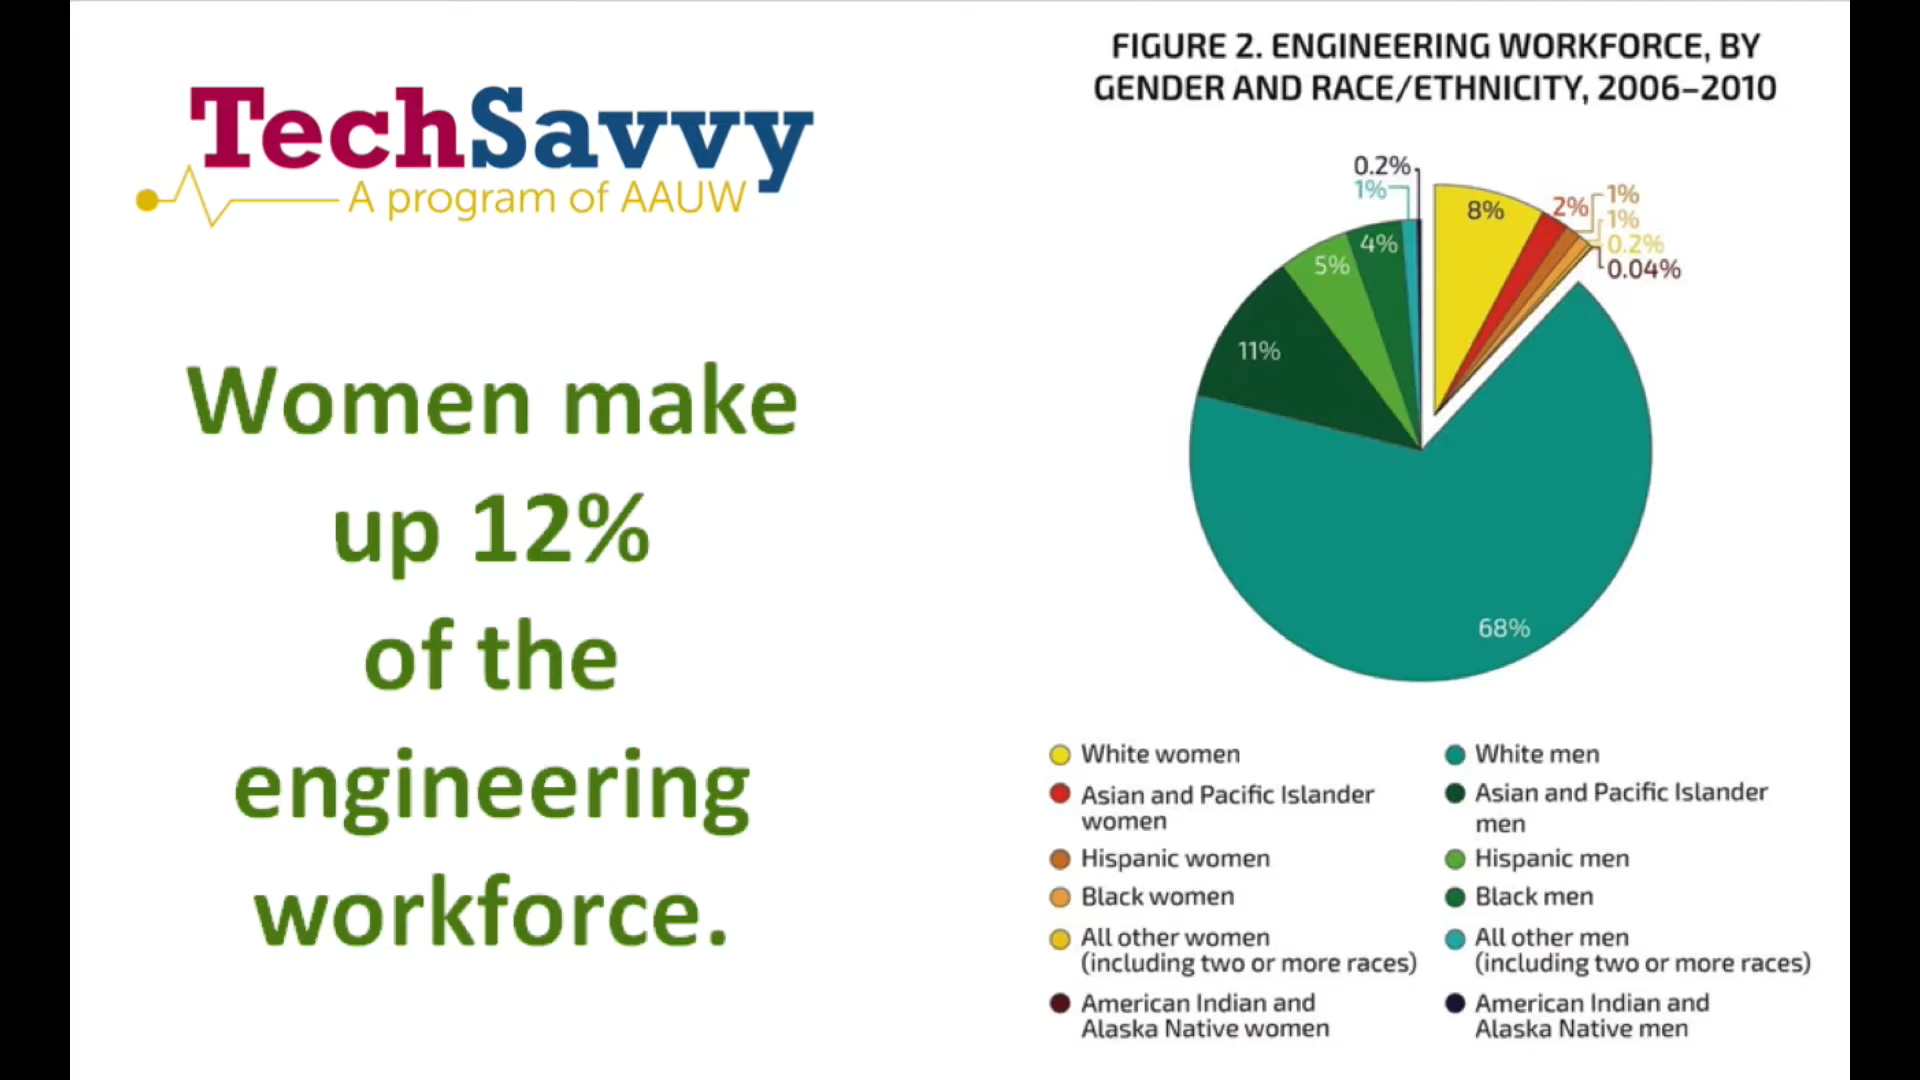 TechSavvy
A program of AAUW
Women make
up 12%
of the
engineering
workforce.
FIGURE 2. ENGINEERING WORKFORCE, BY
GENDER AND RACE/ETHNICITY, 2006–2010
0.2%
1%
8%
2%
1%
1%
0.2%
0.04%
4%
5%
11%
68%
White women
Asian and Pacific Islander
women
Hispanic women
Black women
All other women
(including two or more races)
American Indian and
Alaska Native women
White men
Asian and Pacific Islander
men
Hispanic men
Black men
All other men
(including two or more races)
American Indian and
Alaska Native men